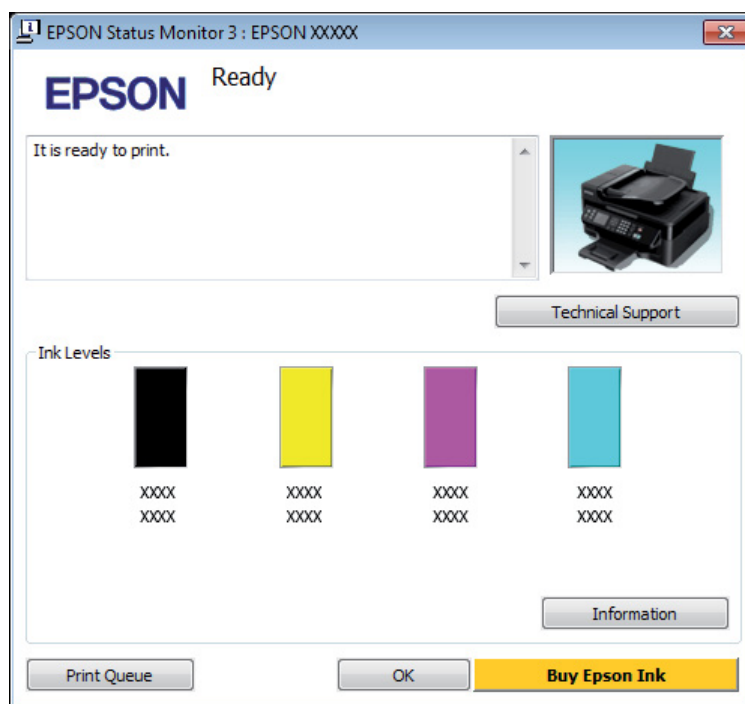 EPSON Status Monitor 3 : EPSON XXXXX
EPSON
Ready
It is ready to print.
Technical Support
Ink Levels
XXXX XXXX XXXX XXXX
XXXX XXXX XXXX XXXX
Information
Print Queue OK Buy Epson Ink